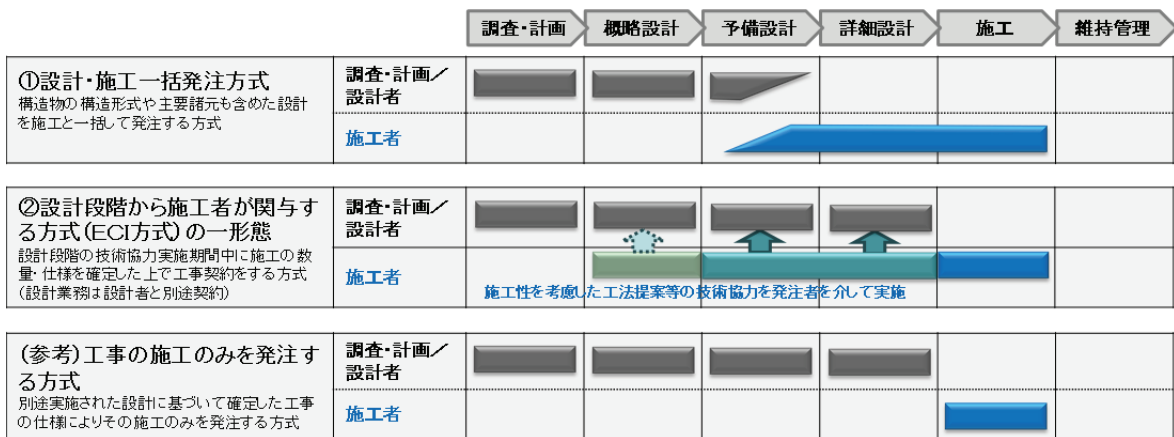 調査・計画
概略設計
予備設計
詳細設計
施工
維持管理
①設計・施工一括発注方式
構造物の構造形式や主要諸元も含めた設計
を施工と一括して発注する方式
調査・計画／
設計者
施工者
②設計段階から施工者が関与す
る方式(ECI方式)の一形態
設計段階の技術協力実施期間中に施工の数
量・仕様を確定した上で工事契約をする方式
(設計業務は設計者と別途契約)
調査・計画／
設計者
施工者
施工性を考慮した工法提案等の技術協力を発注者を介して実施
(参考)工事の施工のみを発注す
る方式
別途実施された設計に基づいて確定した工事
の仕様によりその施工のみを発注する方式
調査・計画／
設計者
施工者